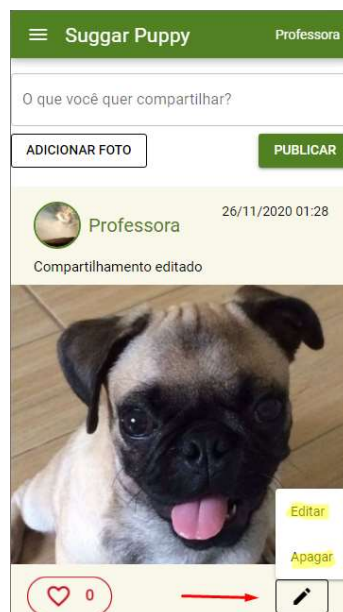 Suggar Puppy
Professora
O que você quer compartilhar?
ADICIONAR FOTO
PUBLICAR
Professora
26/11/2020 01:28
Compartilhamento editado
Editar
Apagar
0